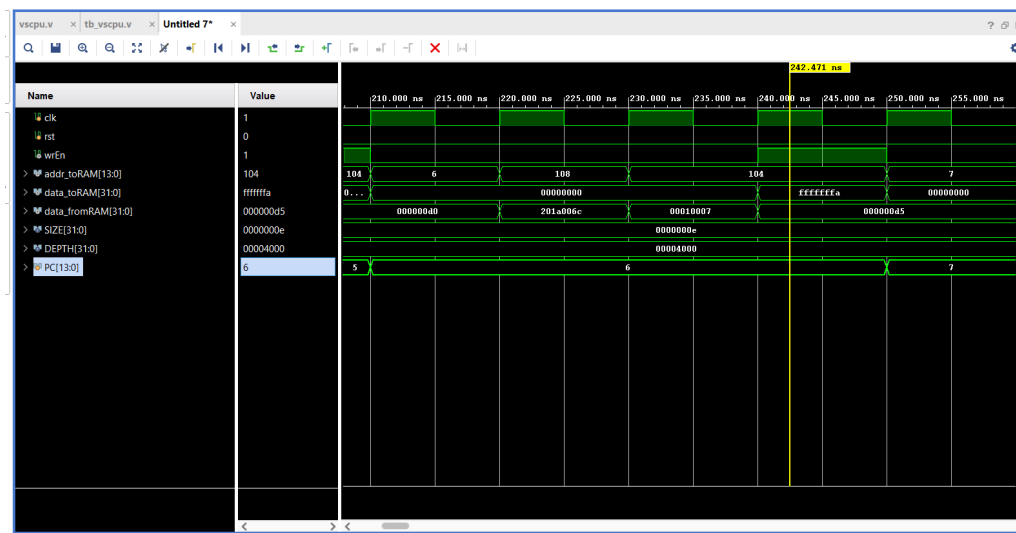 vscpu.v × tb_vscpu.v × Untitled 7* ×
?
242.471 ns
Name Value
210.000 ns 215.000 ns 220.000 ns 225.000 ns 230.000 ns 235.000 ns 240.000 ns 245.000 ns 250.000 ns 255.000 ns
clk 1
rst 0
wrEn 1
addr_toRAM[13:0] 104 104 6 108 104 7
data_toRAM[31:0] fffffffa 0... 00000000 fffffffa 00000000
data_fromRAM[31:0] 000000d5 000000d0 201a006c 00010007 000000d5
SIZE[31:0] 0000000e 0000000e
DEPTH[31:0] 00004000 00004000
PC[13:0] 6 5 6 7